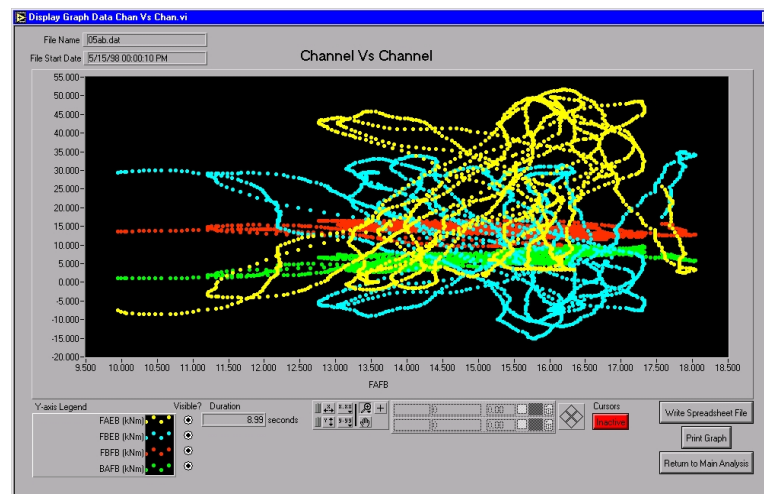 Display Graph Data Chan Vs Chan.vi
File Name 05ab.dat
File Start Date 5/15/98 00:00:10 PM
Channel Vs Channel
55.000
50.000
45.000
40.000
35.000
30.000
25.000
20.000
15.000
10.000
5.000
0.000
-5.000
-10.000
-15.000
-20.000
9.500 10.000 10.500 11.000 11.500 12.000 12.500 13.000 13.500 14.000 14.500 15.000 15.500 16.000 16.500 17.000 17.500 18.000 18.500
FAFB
Y-axis Legend Visible? Duration
8.99 seconds
FAEB (kNm)
FBEB (kNm)
FBFB (kNm)
BAFB (kNm)
Cursors
Inactive
Write Spreadsheet File
Print Graph
Return to Main Analysis